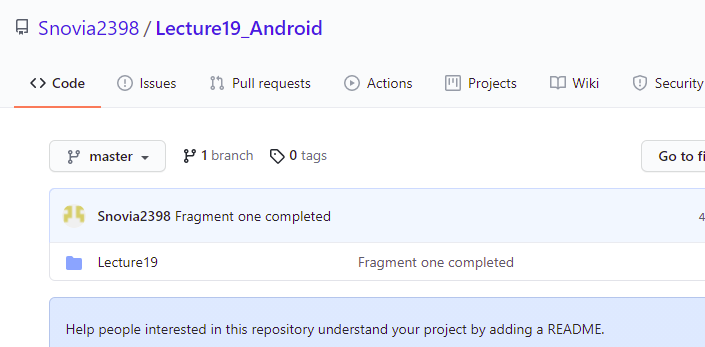 Snovia2398 / Lecture19_Android
Code Issues Pull requests Actions Projects Wiki Security
master 1 branch 0 tags Go to fi
Snovia2398 Fragment one completed 4
Lecture19 Fragment one completed
Help people interested in this repository understand your project by adding a README.